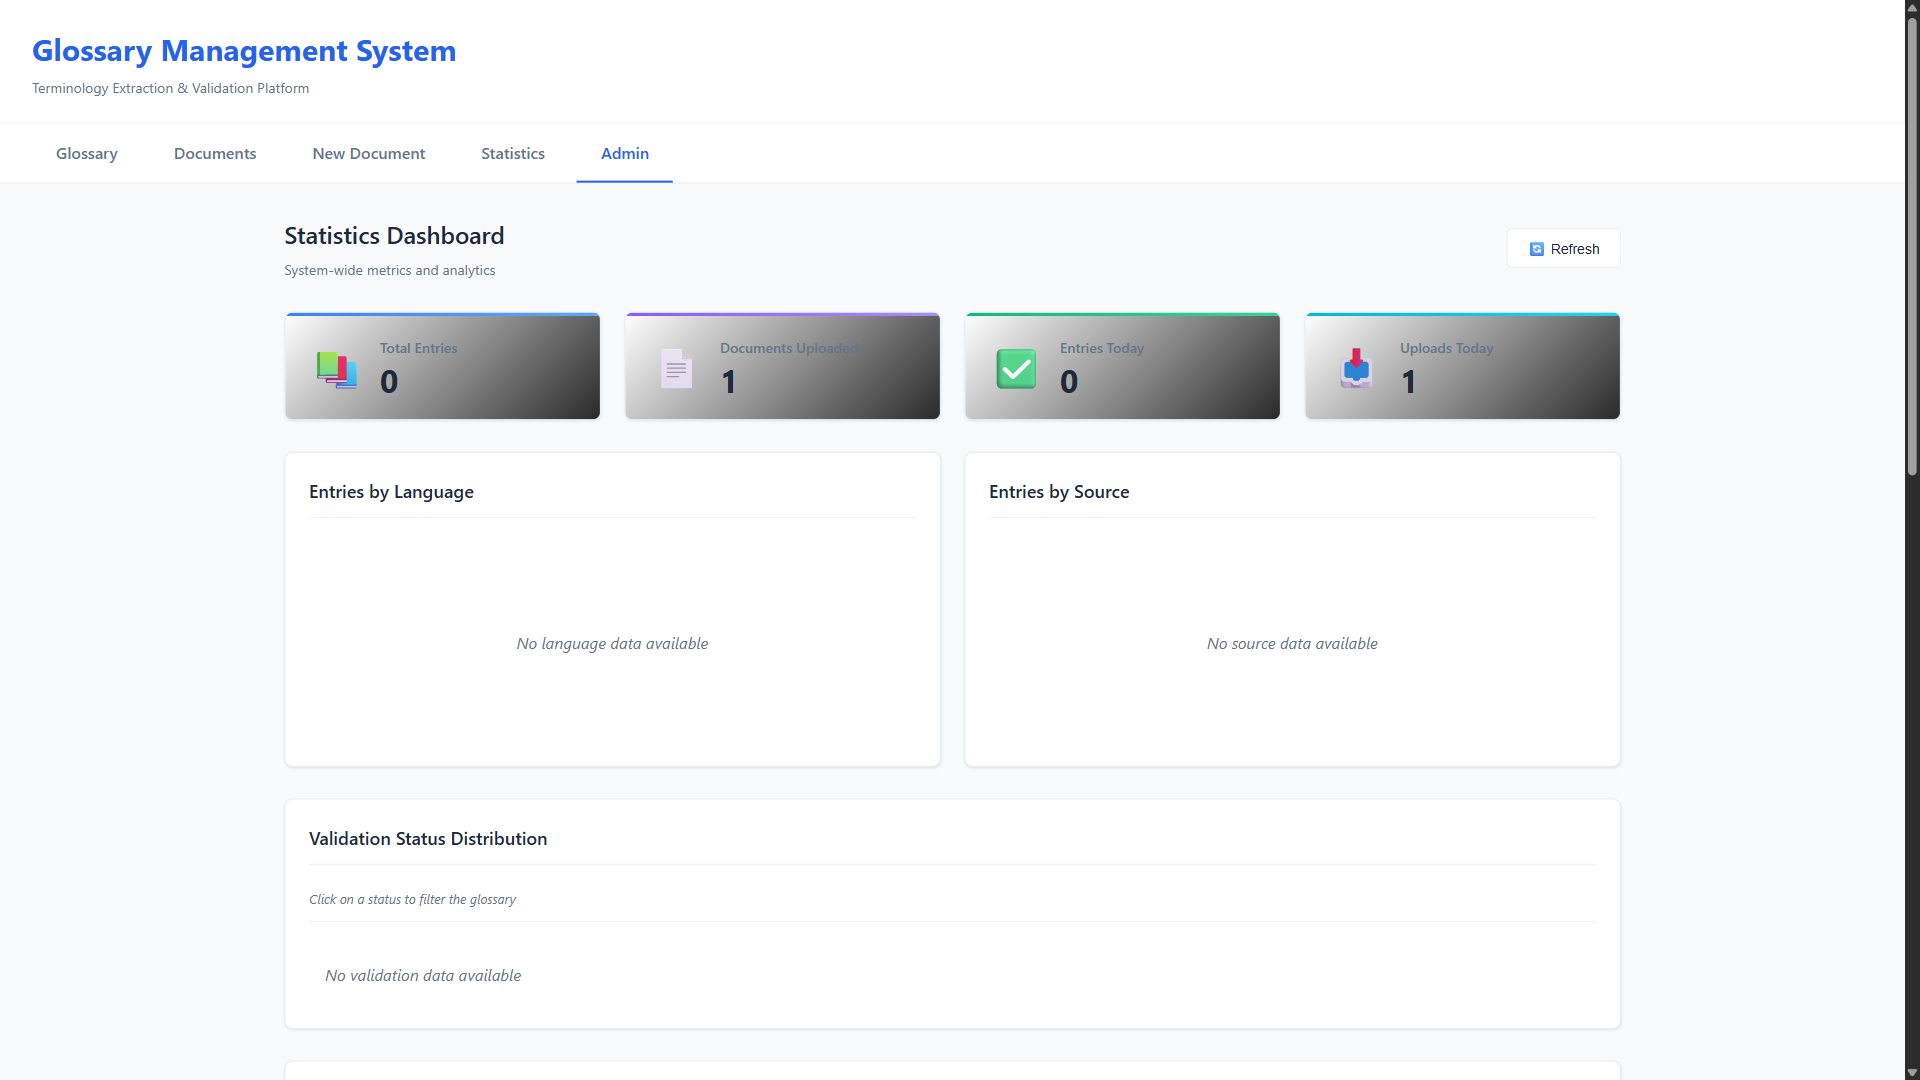 Glossary Management System
Terminology Extraction & Validation Platform
Glossary
Documents
New Document
Statistics
Admin
Statistics Dashboard
System-wide metrics and analytics
Refresh
Total Entries
0
Documents Uploaded
1
Entries Today
0
Uploads Today
1
Entries by Language
No language data available
Entries by Source
No source data available
Validation Status Distribution
Click on a status to filter the glossary
No validation data available